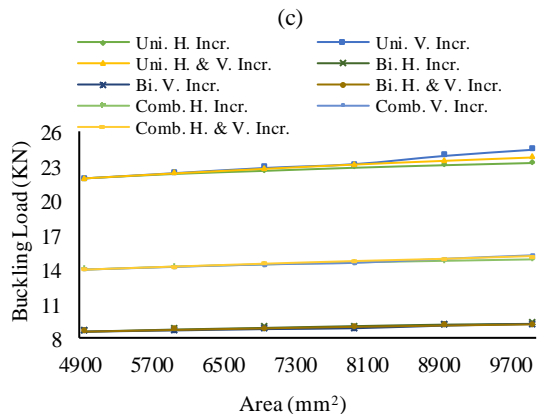 (c)
Uni. H. Incr.
Uni. V. Incr.
Uni. H. & V. Incr.
Bi. H. Incr.
Bi. V. Incr.
Bi. H. & V. Incr.
Comb. H. Incr.
Comb. V. Incr.
Comb. H. & V. Incr.
Buckling Load (KN)
26
23
20
17
14
11
8
4900 5700 6500 7300 8100 8900 9700
Area (mm²)